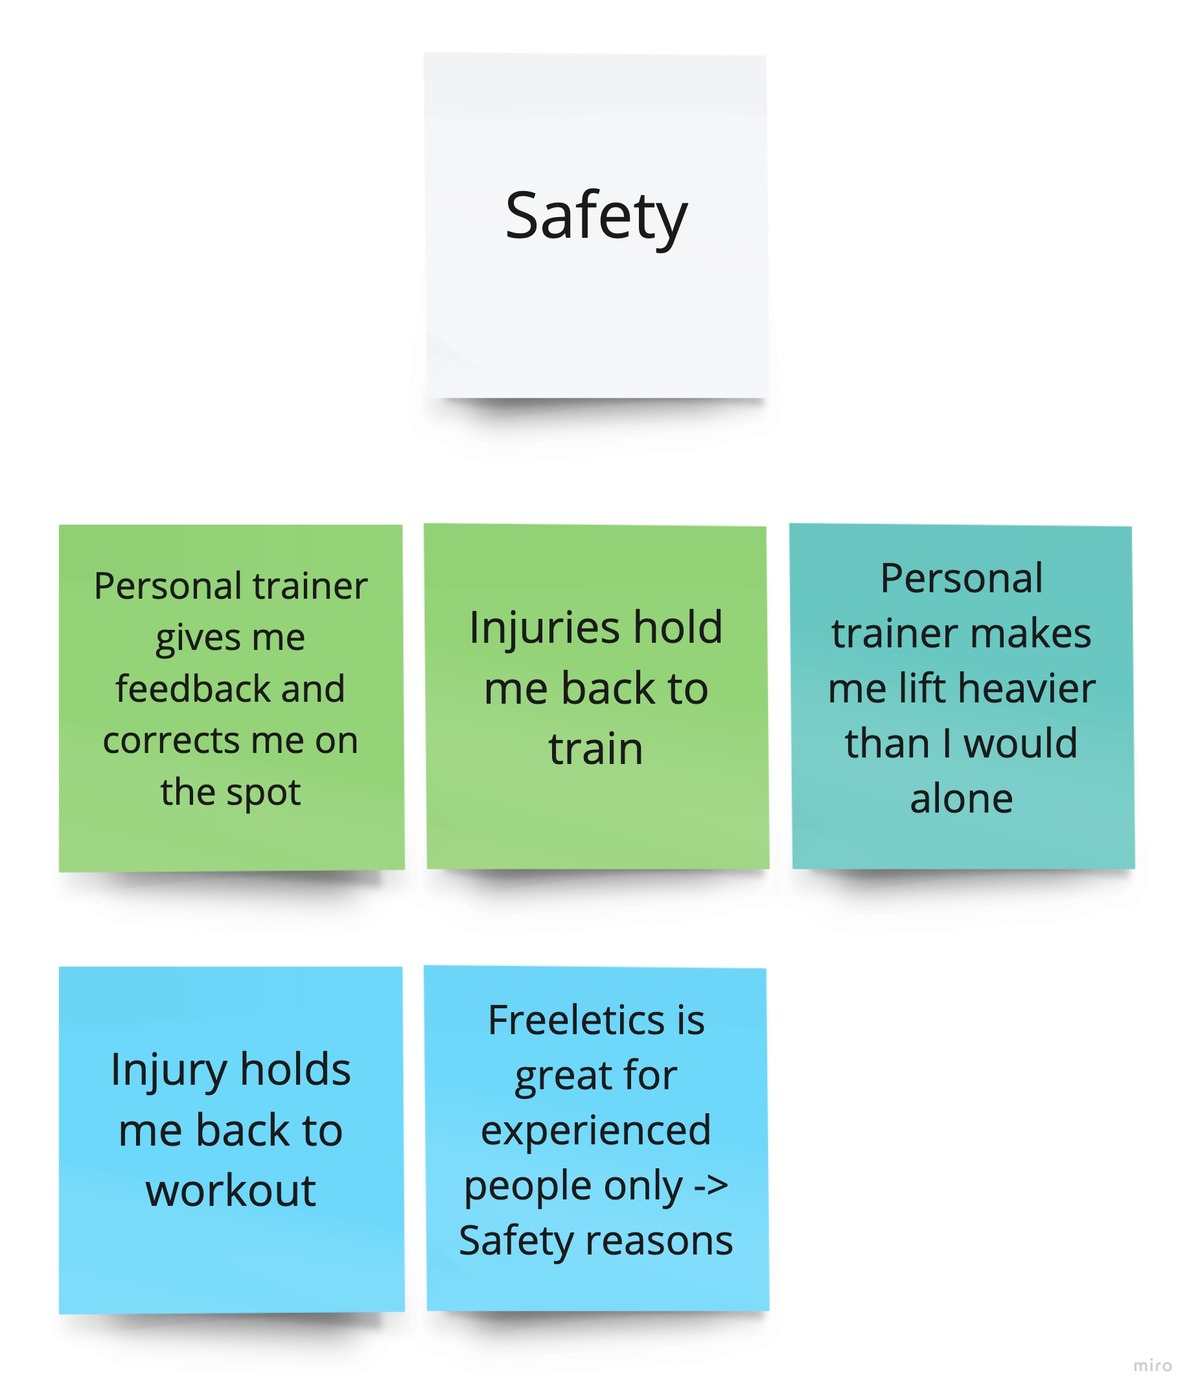 Safety
Personal trainer
gives me
feedback and
corrects me on
the spot
Injuries hold
me back to
train
Personal
trainer makes
me lift heavier
than I would
alone
Injury holds
me back to
workout
Freeletics is
great for
experienced
people only ->
Safety reasons
miro